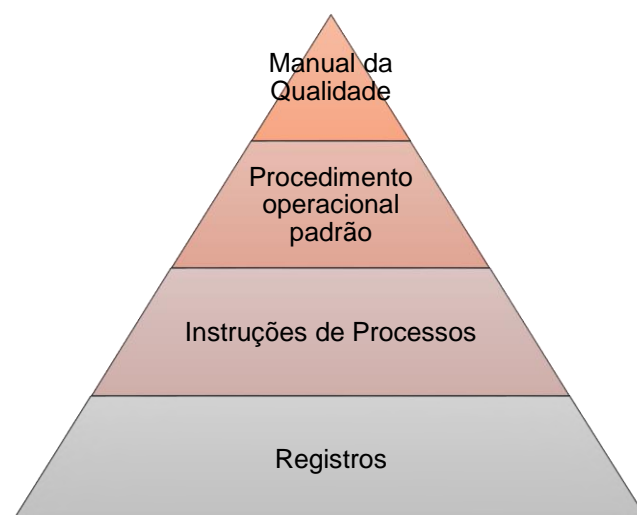 Manual da
Qualidade
Procedimento
operacional
padrão
Instruções de Processos
Registros